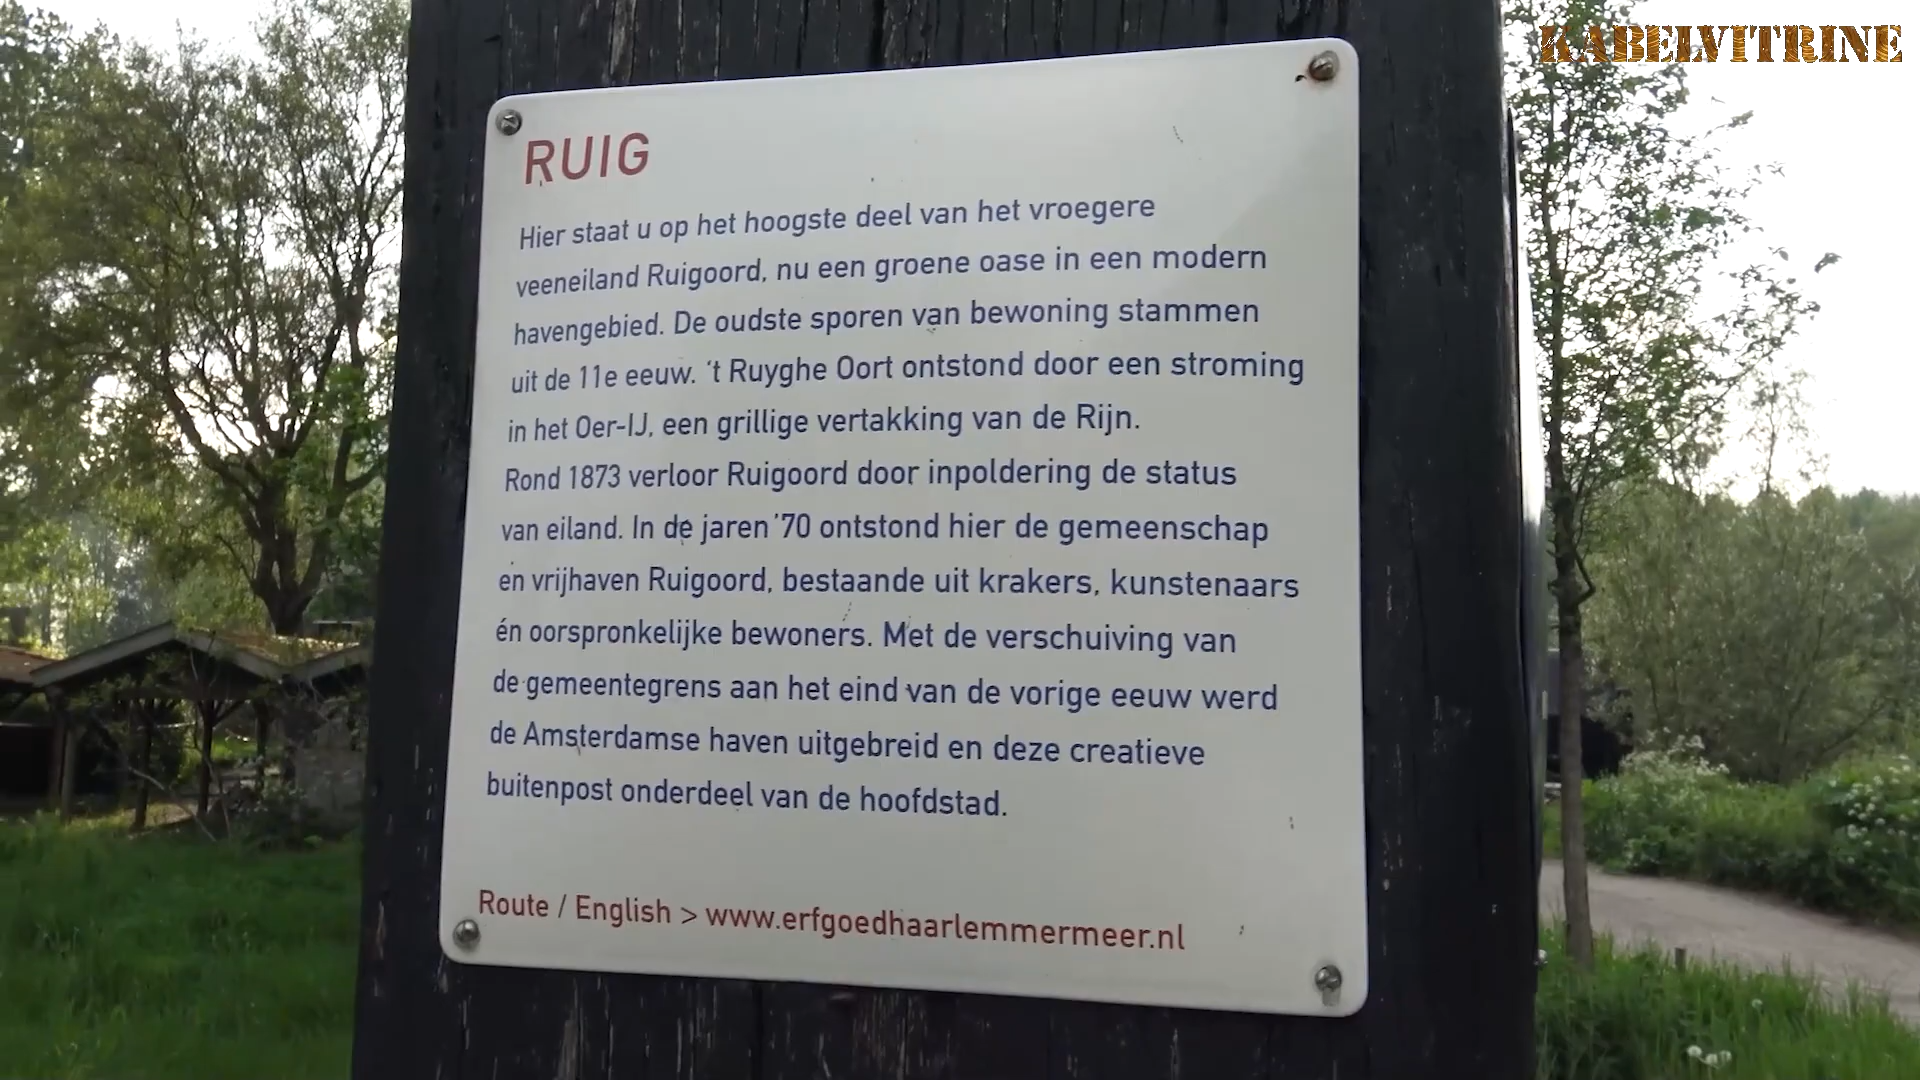 KABELVITRINE
RUIG
Hier staat u op het hoogste deel van het vroegere
veeneiland Ruigoord, nu een groene oase in een modern
havengebied. De oudste sporen van bewoning stammen
uit de 11e eeuw. ‘t Ruyghe Oort ontstond door een stroming
in het Oer-IJ, een grillige vertakking van de Rijn.
Rond 1873 verloor Ruigoord door inpoldering de status
van eiland. In de jaren ’70 ontstond hier de gemeenschap
en vrijhaven Ruigoord, bestaande uit krakers, kunstenaars
én oorspronkelijke bewoners. Met de verschuiving van
de gemeentegrens aan het eind van de vorige eeuw werd
de Amsterdamse haven uitgebreid en deze creatieve
buitenpost onderdeel van de hoofdstad.
Route / English > www.erfgoedhaarlemmermeer.nl